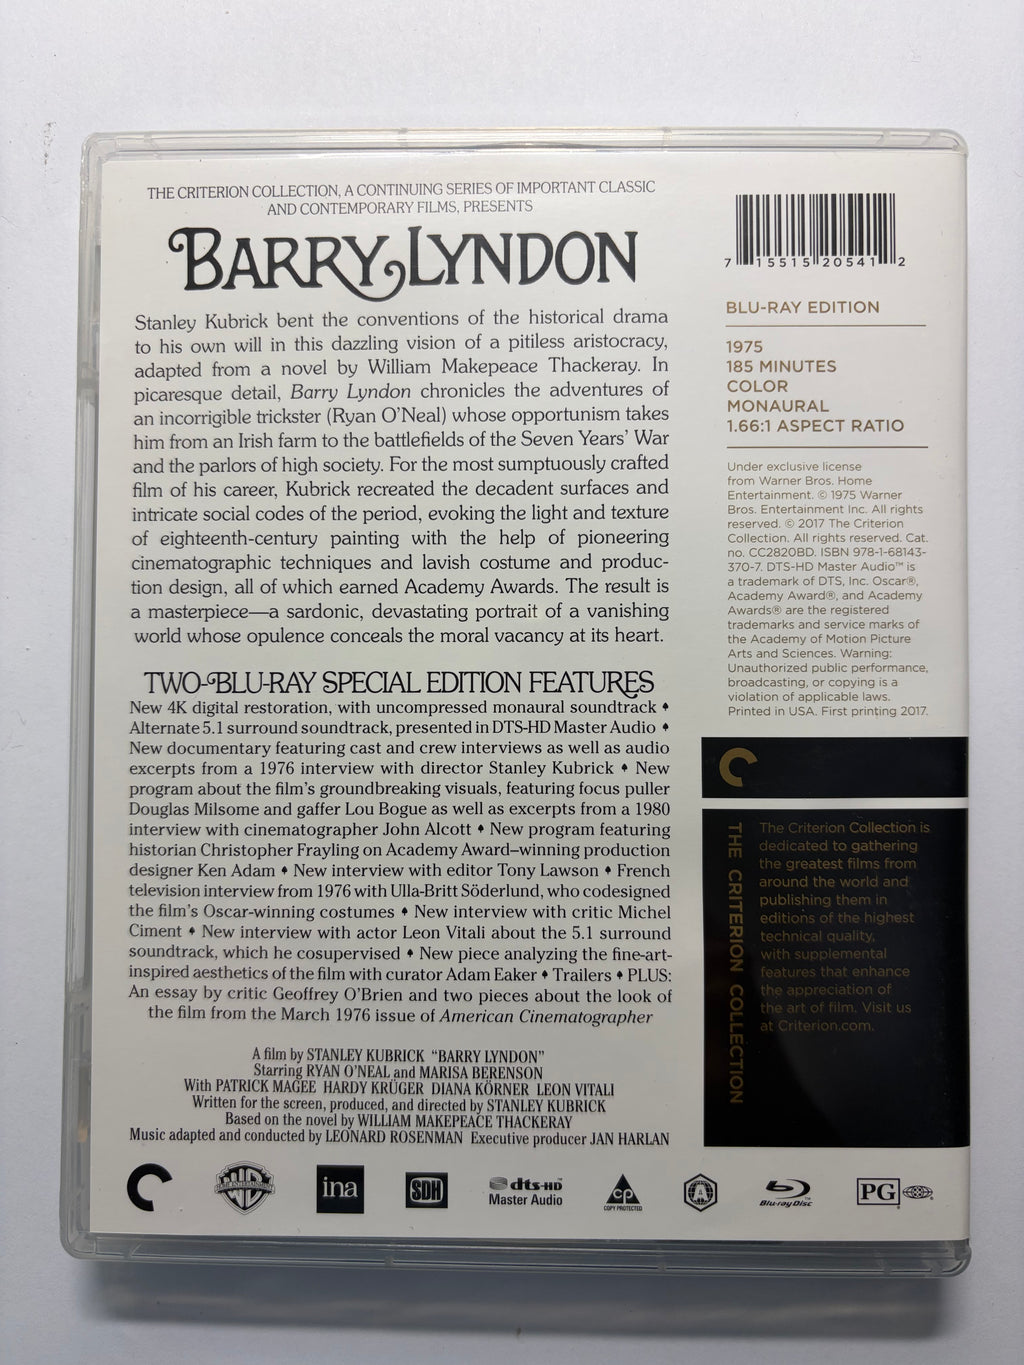 THE CRITERION COLLECTION, A CONTINUING SERIES OF IMPORTANT CLASSIC
AND CONTEMPORARY FILMS, PRESENTS
BARRY LYNDON
Stanley Kubrick bent the conventions of the historical drama
to his own will in this dazzling vision of a pitiless aristocracy,
adapted from a novel by William Makepeace Thackeray. In
picaresque detail, Barry Lyndon chronicles the adventures of
an incorrigible trickster (Ryan O'Neal) whose opportunism takes
him from an Irish farm to the battlefields of the Seven Years' War
and the parlors of high society. For the most sumptuously crafted
film of his career, Kubrick recreated the decadent surfaces and
intricate social codes of the period, evoking the light and texture
of eighteenth-century painting with the help of pioneering
cinematographic techniques and lavish costume and produc-
tion design, all of which earned Academy Awards. The result is
a masterpiece—a sardonic, devastating portrait of a vanishing
world whose opulence conceals the moral vacancy at its heart.
TWO-BLU-RAY SPECIAL EDITION FEATURES
New 4K digital restoration, with uncompressed monaural soundtrack ♦
Alternate 5.1 surround soundtrack, presented in DTS-HD Master Audio ♦
New documentary featuring cast and crew interviews as well as audio
excerpts from a 1976 interview with director Stanley Kubrick ♦ New
program about the film's groundbreaking visuals, featuring focus puller
Douglas Milsome and gaffer Lou Bogue as well as excerpts from a 1980
interview with cinematographer John Alcott ♦ New program featuring
historian Christopher Frayling on Academy Award–winning production
designer Ken Adam ♦ New interview with editor Tony Lawson ♦ French
television interview from 1976 with Ulla-Britt Söderlund, who codesigned
the film's Oscar-winning costumes ♦ New interview with critic Michel
Ciment ♦ New interview with actor Leon Vitali about the 5.1 surround
soundtrack, which he cosupervised ♦ New piece analyzing the fine-art-
inspired aesthetics of the film with curator Adam Eaker ♦ Trailers ♦ PLUS:
An essay by critic Geoffrey O'Brien and two pieces about the look of
the film from the March 1976 issue of American Cinematographer
A film by STANLEY KUBRICK "BARRY LYNDON"
Starring RYAN O'NEAL and MARISA BERENSON
With PATRICK MAGEE HARDY KRÜGER DIANA KÖRNER LEON VITALI
Written for the screen, produced, and directed by STANLEY KUBRICK
Based on the novel by WILLIAM MAKEPEACE THACKERAY
Music adapted and conducted by LEONARD ROSENMAN Executive producer JAN HARLAN
7 15515 20541 2
BLU-RAY EDITION
1975
185 MINUTES
COLOR
MONAURAL
1.66:1 ASPECT RATIO
Under exclusive license
from Warner Bros. Home
Entertainment. © 1975 Warner
Bros. Entertainment Inc. All rights
reserved. © 2017 The Criterion
Collection. All rights reserved. Cat.
no. CC2820BD. ISBN 978-1-68143-
370-7. DTS-HD Master Audio™ is
a trademark of DTS, Inc. Oscar®,
Academy Award®, and Academy
Awards® are the registered
trademarks and service marks of
the Academy of Motion Picture
Arts and Sciences. Warning:
Unauthorized public performance,
broadcasting, or copying is a
violation of applicable laws.
Printed in USA. First printing 2017.
THE CRITERION COLLECTION
The Criterion Collection is
dedicated to gathering
the greatest films from
around the world and
publishing them in
editions of the highest
technical quality,
with supplemental
features that enhance
the appreciation of
the art of film. Visit us
at Criterion.com.
WB
HOME ENTERTAINMENT
ina
SDH
dts-HD
Master Audio
CP
COPY PROTECTED
A
Blu-ray Disc
PG